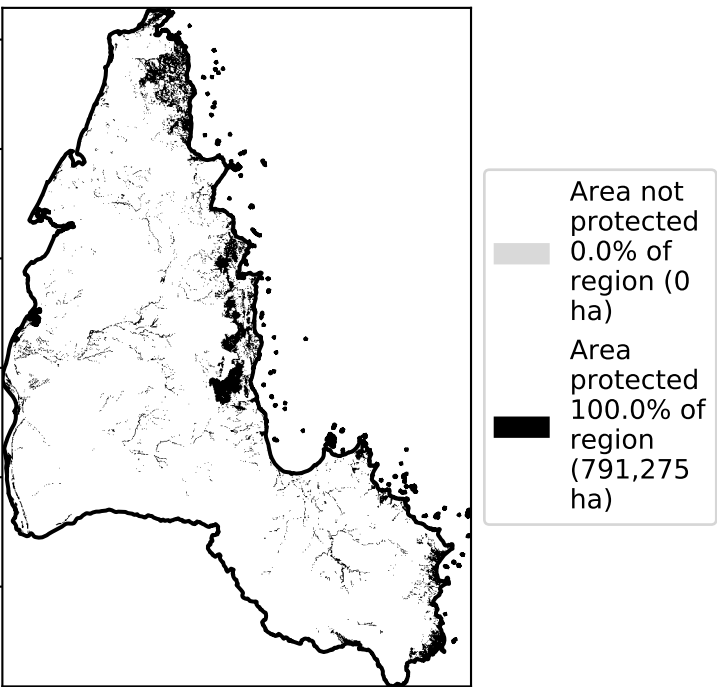 Area not
protected
0.0% of
region (0
ha)
Area
protected
100.0% of
region
(791,275
ha)